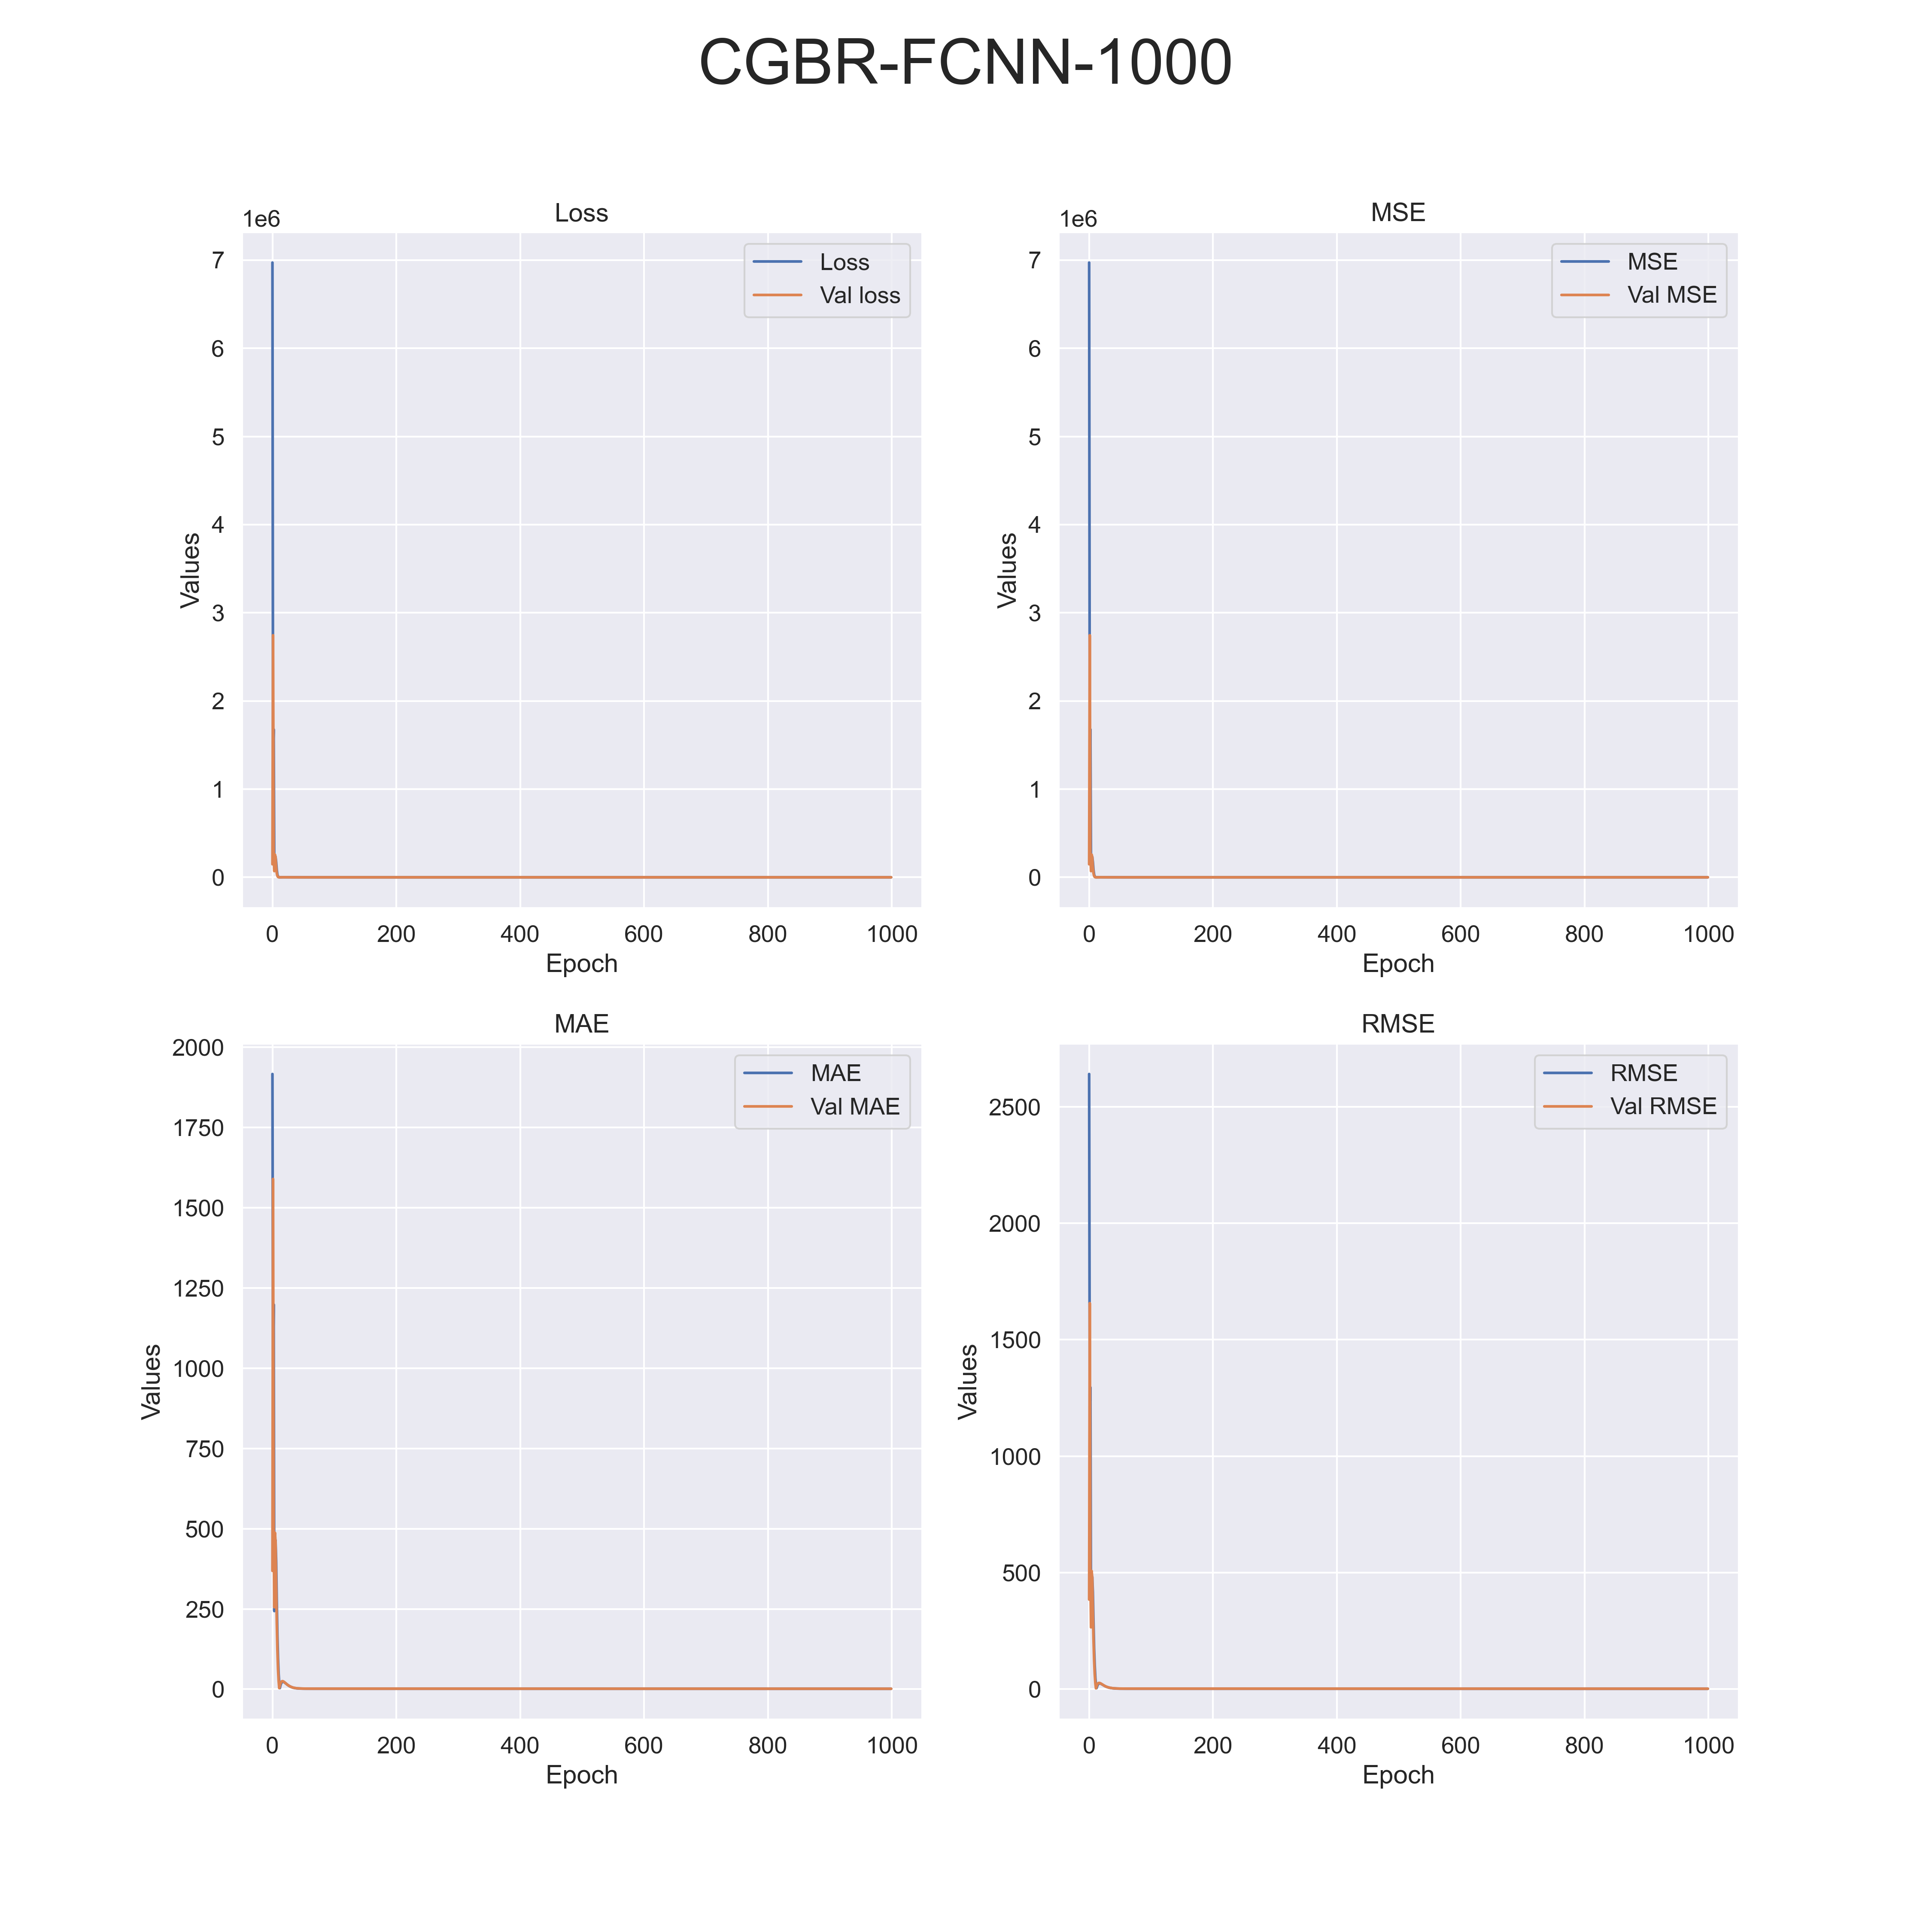 CGBR-FCNN-1000
Loss
1e6
7
6
5
4
3
2
1
0
Values
0 200 400 600 800 1000
Epoch
Loss
Val loss
MSE
1e6
7
6
5
4
3
2
1
0
Values
0 200 400 600 800 1000
Epoch
MSE
Val MSE
MAE
2000
1750
1500
1250
1000
750
500
250
0
Values
0 200 400 600 800 1000
Epoch
MAE
Val MAE
RMSE
2500
2000
1500
1000
500
0
Values
0 200 400 600 800 1000
Epoch
RMSE
Val RMSE